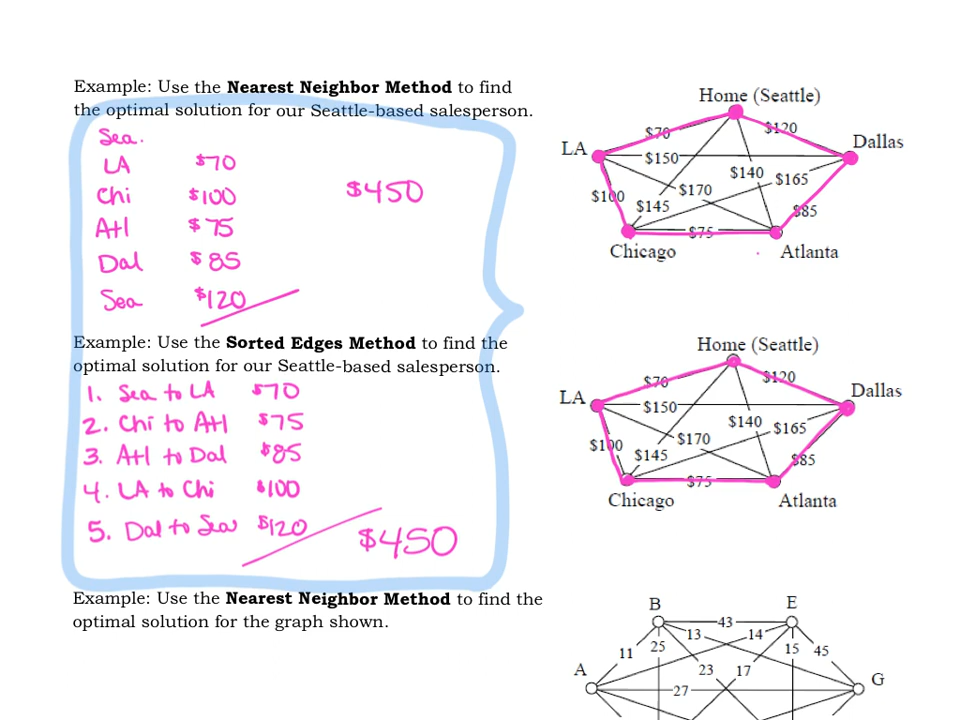 Example: Use the Nearest Neighbor Method to find
the optimal solution for our Seattle-based salesperson.
Sea.
LA $70
Chi $100 $450
Atl $75
Dal $85
Sea $120
Home (Seattle)
$70 $120
LA Dallas
$150
$140 $165
$100 $170
$145 $85
$75
Chicago Atlanta
Example: Use the Sorted Edges Method to find the
optimal solution for our Seattle-based salesperson.
1. Sea to LA $70
2. Chi to Atl $75
3. Atl to Dal $85
4. LA to Chi $100
5. Dal to Sea $120
$450
Home (Seattle)
$70 $120
LA Dallas
$150
$140 $165
$100 $170
$145 $85
$75
Chicago Atlanta
Example: Use the Nearest Neighbor Method to find the
optimal solution for the graph shown.
B E
43
13 14
11 25 15 45
A 23 17 G
27